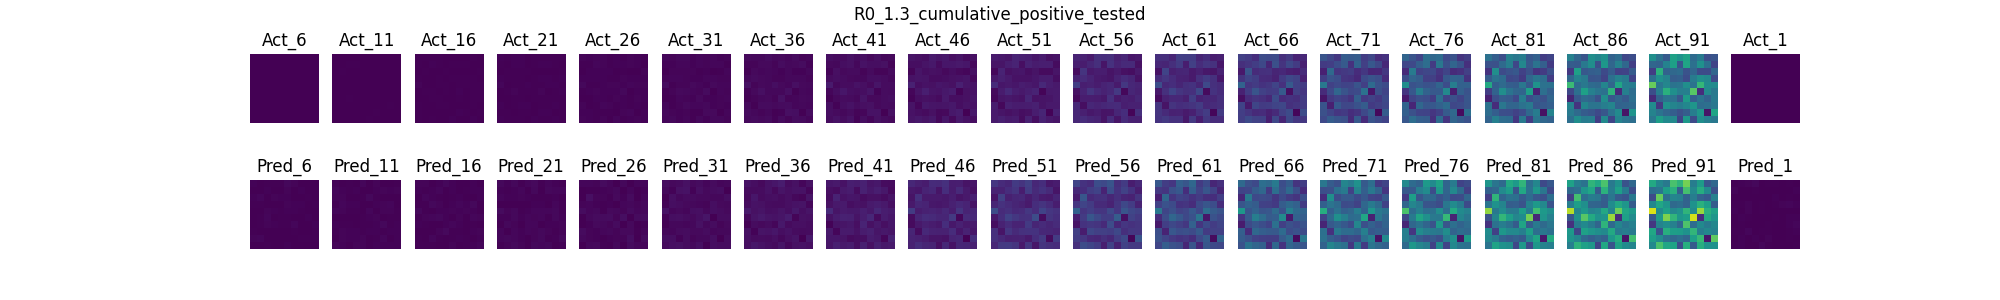 R0_1.3_cumulative_positive_tested
Act_6 Act_11 Act_16 Act_21 Act_26 Act_31 Act_36 Act_41 Act_46 Act_51 Act_56 Act_61 Act_66 Act_71 Act_76 Act_81 Act_86 Act_91 Act_1
Pred_6 Pred_11 Pred_16 Pred_21 Pred_26 Pred_31 Pred_36 Pred_41 Pred_46 Pred_51 Pred_56 Pred_61 Pred_66 Pred_71 Pred_76 Pred_81 Pred_86 Pred_91 Pred_1